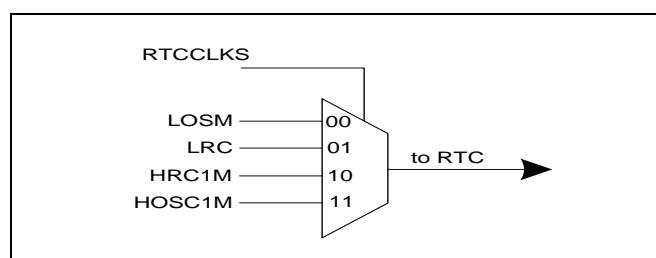 RTCCLKS
LOSM 00
LRC 01
to RTC
HRC1M 10
HOSC1M 11